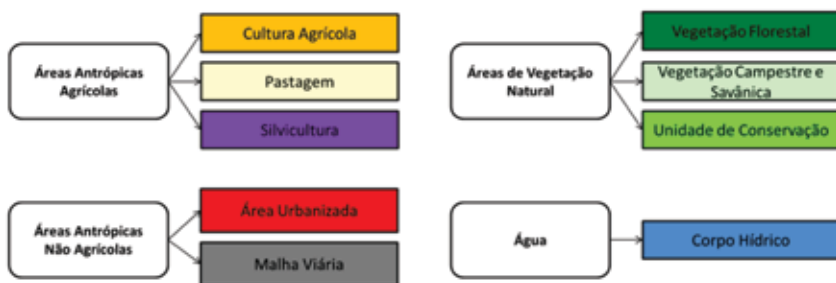 Áreas Antrópicas
Agrícolas
Cultura Agrícola
Pastagem
Silvicultura
Áreas de Vegetação
Natural
Vegetação Florestal
Vegetação Campestre e
Savânica
Unidade de Conservação
Áreas Antrópicas
Não Agrícolas
Área Urbanizada
Malha Viária
Água
Corpo Hídrico